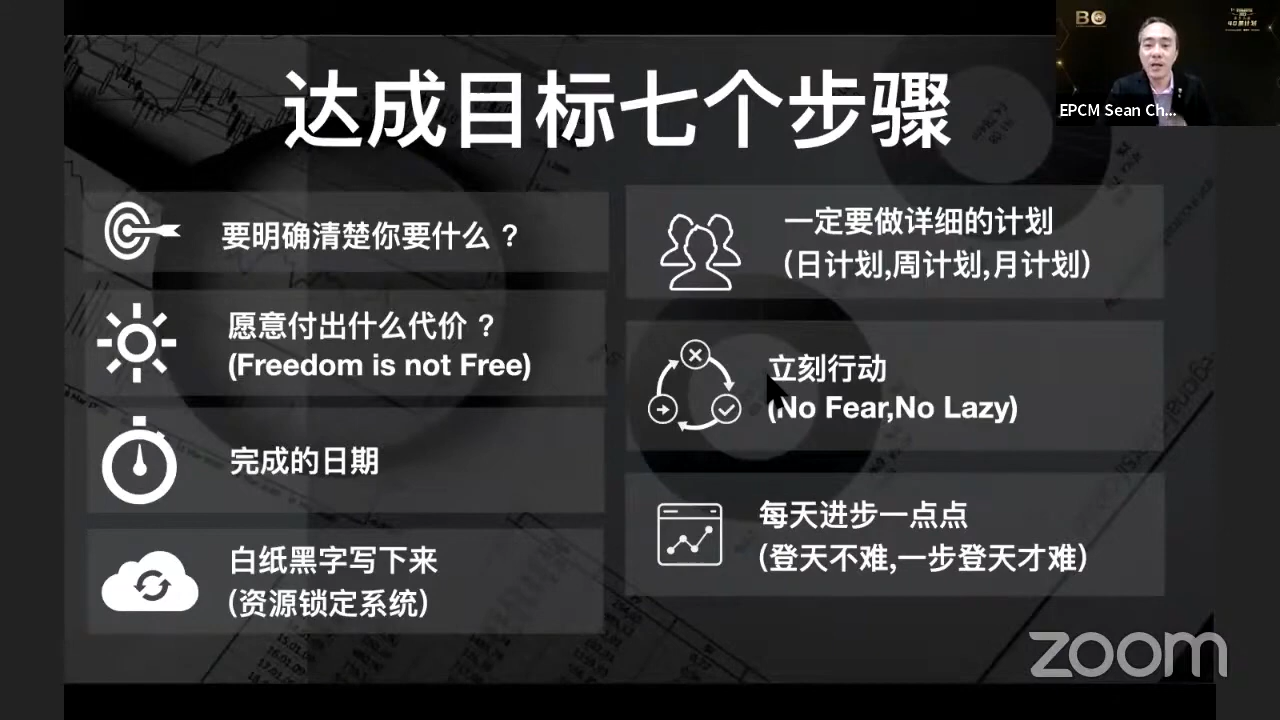 达成目标七个步骤
要明确清楚你要什么？
愿意付出什么代价？
(Freedom is not Free)
完成的日期
白纸黑字写下来
(资源锁定系统)
一定要做详细的计划
(日计划,周计划,月计划)
立刻行动
(No Fear,No Lazy)
每天进步一点点
(登天不难,一步登天才难)
EPCM Sean Ch...
zoom